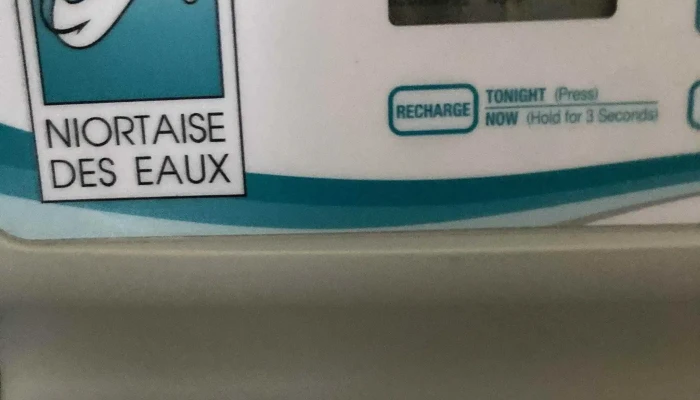 NIORTAISE
DES EAUX
RECHARGE
TONIGHT (Press)
NOW (Hold for 3 Seconds)